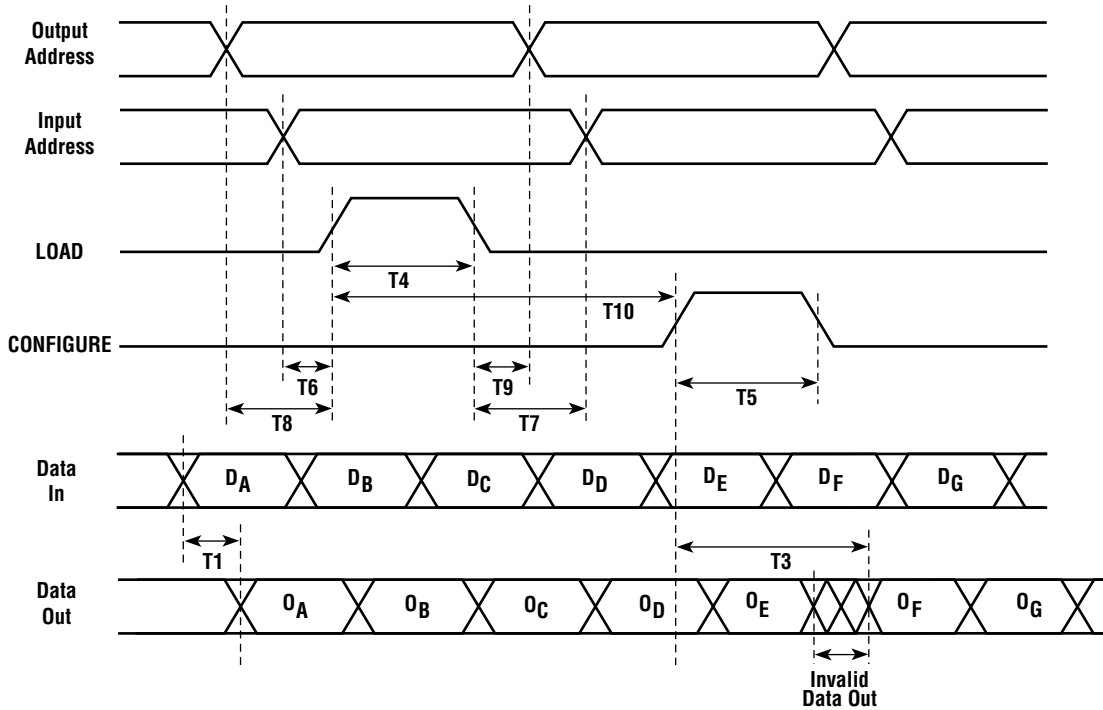 Output
Address
Input
Address
LOAD
T4
T10
CONFIGURE
T6
T9
T5
T8
T7
Data
In
DA DB DC DD DE DF DG
T1
T3
Data
Out
OA OB OC OD OE OF OG
Invalid
Data Out